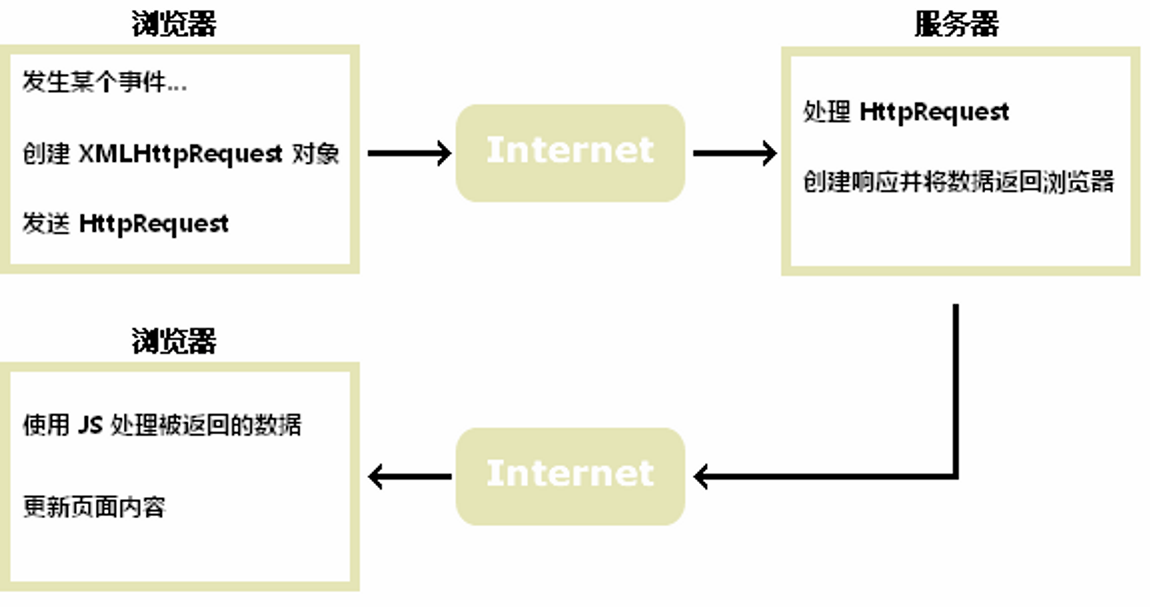 浏览器
发生某个事件...
创建 XMLHttpRequest 对象
发送 HttpRequest
Internet
服务器
处理 HttpRequest
创建响应并将数据返回浏览器
浏览器
使用 JS 处理被返回的数据
更新页面内容
Internet